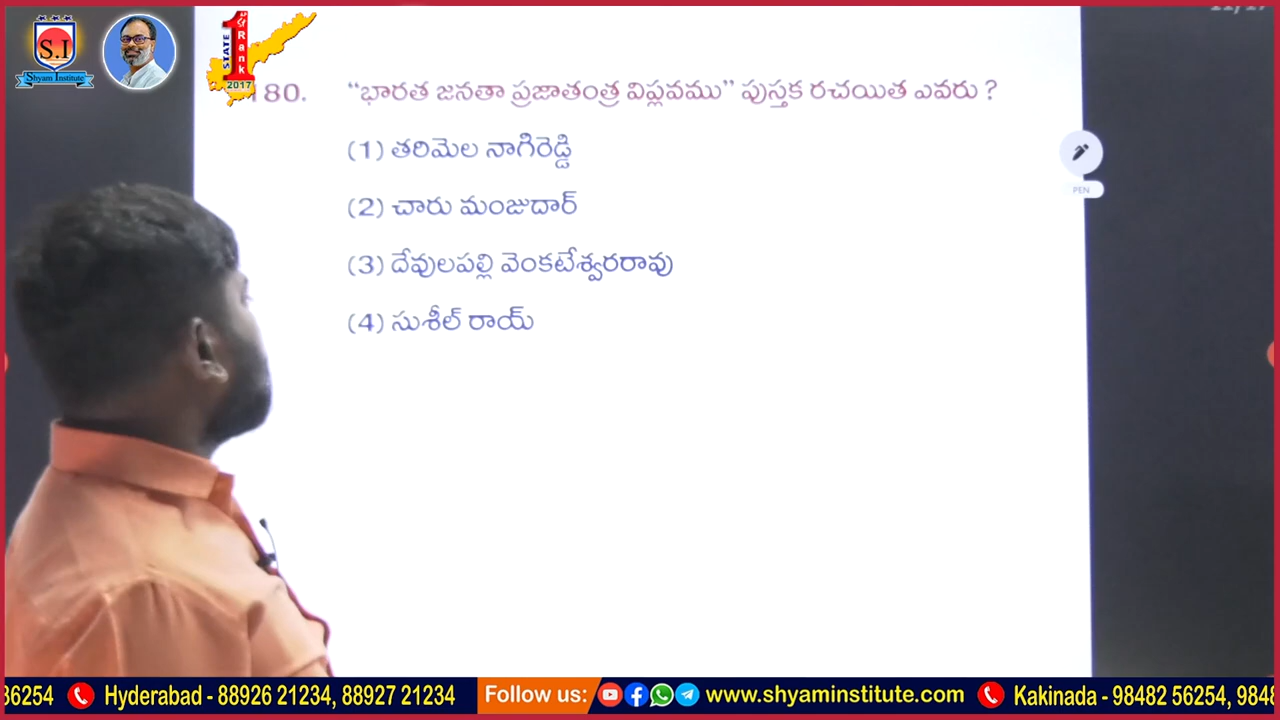 S.I
Shyam Institute
STATE
1
Rank
2017
180. “భారత జనతా ప్రజాతంత్ర విప్లవము” పుస్తక రచయిత ఎవరు ?
(1) తరిమెల నాగిరెడ్డి
(2) చారు మంజుదార్
(3) దేవులపల్లి వెంకటేశ్వరరావు
(4) సుశీల్ రాయ్
PEN
36254 Hyderabad - 88926 21234, 88927 21234 Follow us: www.shyaminstitute.com Kakinada - 98482 56254, 9848